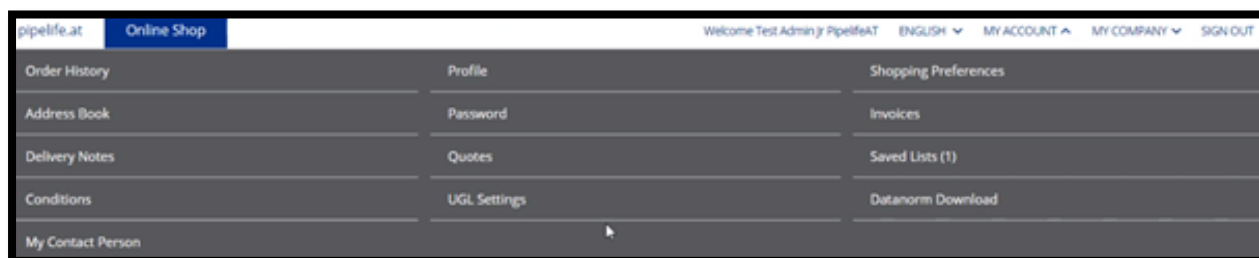 pipelife.at Online Shop Welcome Test Admin Jr PipelifeAT ENGLISH MY ACCOUNT MY COMPANY SIGN OUT
Order History Profile Shopping Preferences
Address Book Password Invoices
Delivery Notes Quotes Saved Lists (1)
Conditions UGL Settings Datanorm Download
My Contact Person